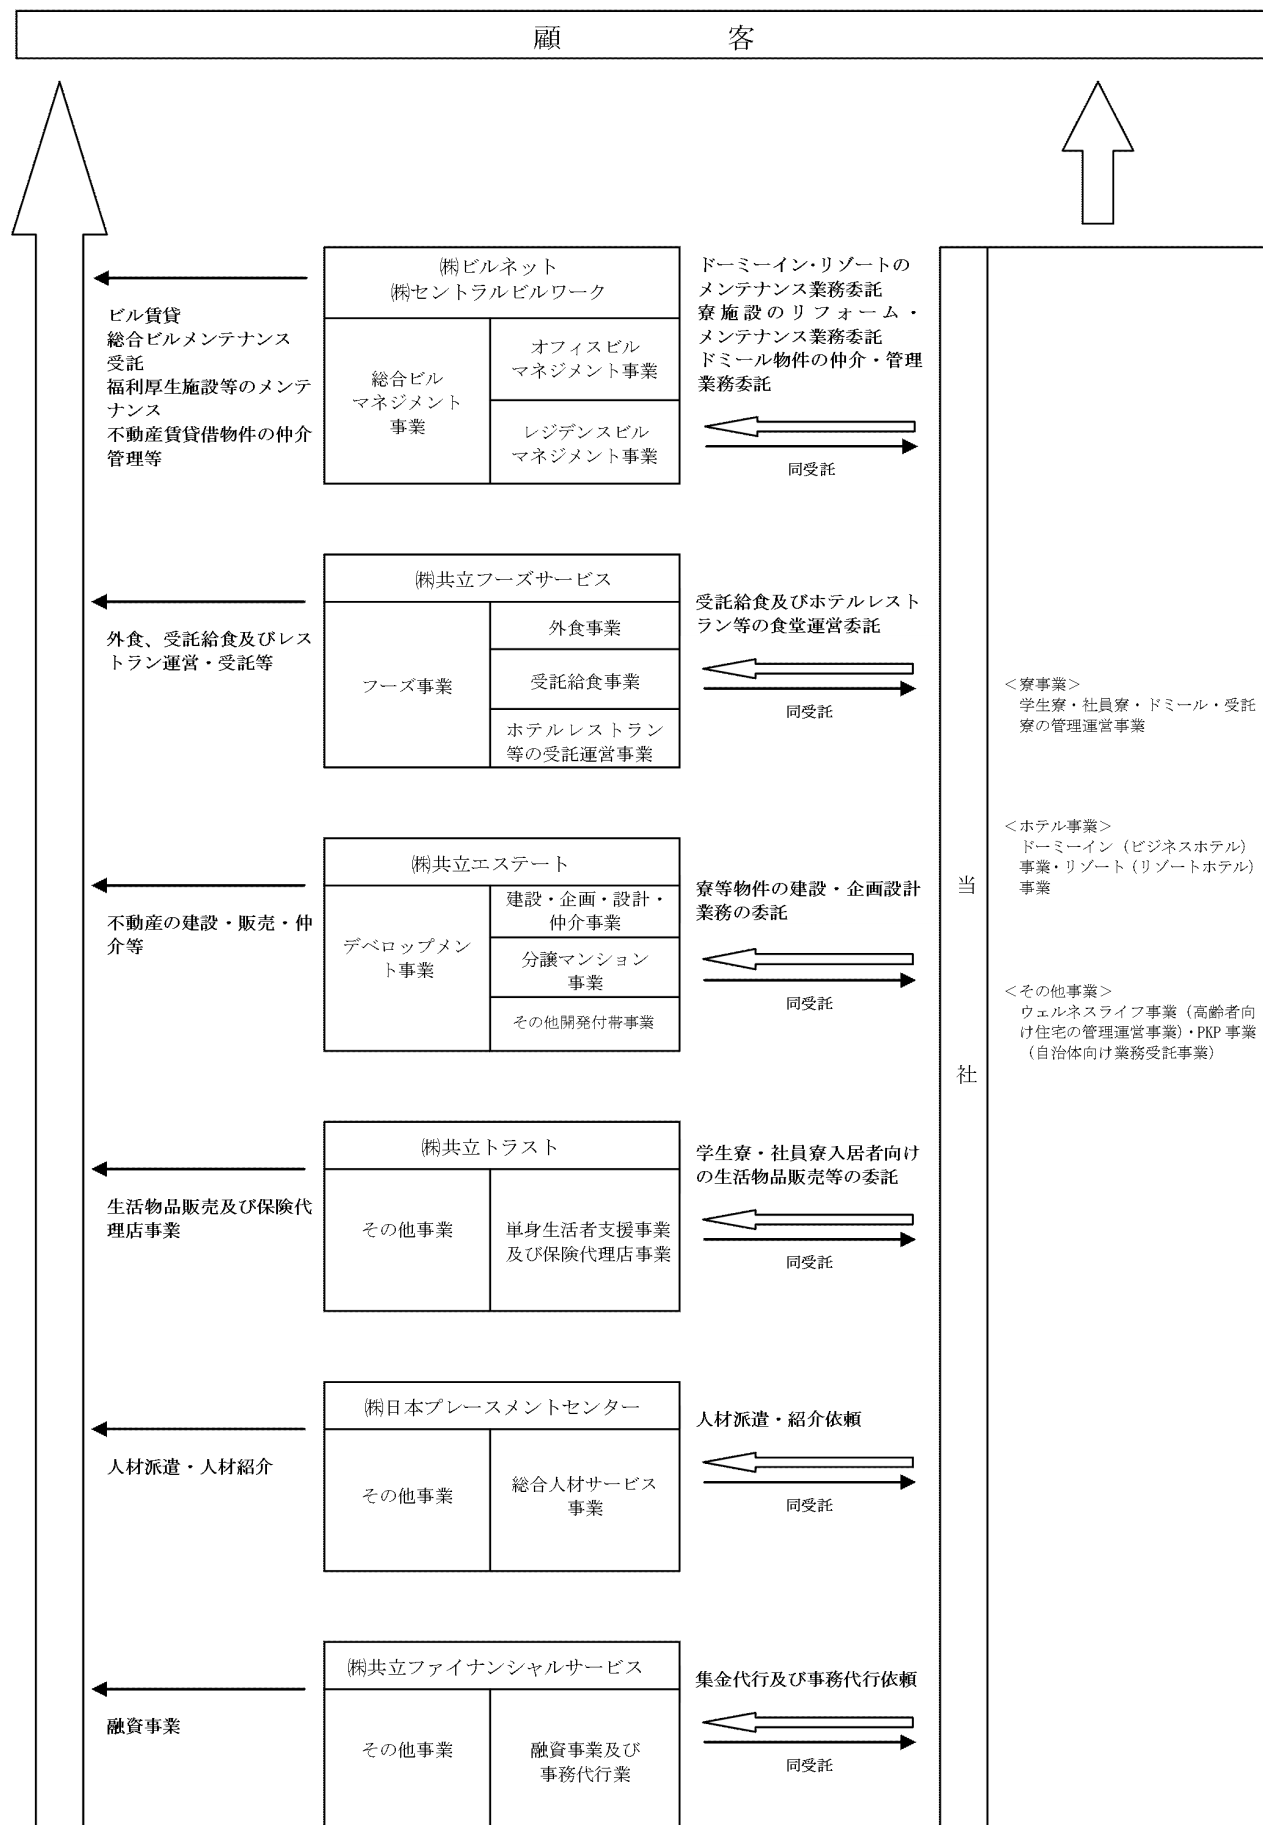 顧客
㈱ビルネット
㈱セントラルビルワーク
総合ビル
マネジメント
事業
オフィスビル
マネジメント事業
レジデンスビル
マネジメント事業
ビル賃貸
総合ビルメンテナンス
受託
福利厚生施設等のメンテ
ナンス
不動産賃貸借物件の仲介
管理等
ドーミーイン・リゾートの
メンテナンス業務委託
寮施設のリフォーム・
メンテナンス業務委託
ドミール物件の仲介・管理
業務委託
同受託
㈱共立フーズサービス
フーズ事業
外食事業
受託給食事業
ホテルレストラン
等の受託運営事業
外食、受託給食及びレス
トラン運営・受託等
受託給食及びホテルレスト
ラン等の食堂運営委託
同受託
㈱共立エステート
デベロップメン
ト事業
建設・企画・設計・
仲介事業
分譲マンション
事業
その他開発付帯事業
不動産の建設・販売・仲
介等
寮等物件の建設・企画設計
業務の委託
同受託
㈱共立トラスト
その他事業
単身生活者支援事業
及び保険代理店事業
生活物品販売及び保険代
理店事業
学生寮・社員寮入居者向け
の生活物品販売等の委託
同受託
㈱日本プレースメントセンター
その他事業
総合人材サービス
事業
人材派遣・人材紹介
人材派遣・紹介依頼
同受託
㈱共立ファイナンシャルサービス
その他事業
融資事業及び
事務代行業
融資事業
集金代行及び事務代行依頼
同受託
当社
＜寮事業＞
学生寮・社員寮・ドミール・受託
寮の管理運営事業
＜ホテル事業＞
ドーミーイン（ビジネスホテル）
事業・リゾート（リゾートホテル）
事業
＜その他事業＞
ウェルネスライフ事業（高齢者向
け住宅の管理運営事業）・PKP事業
（自治体向け業務受託事業）